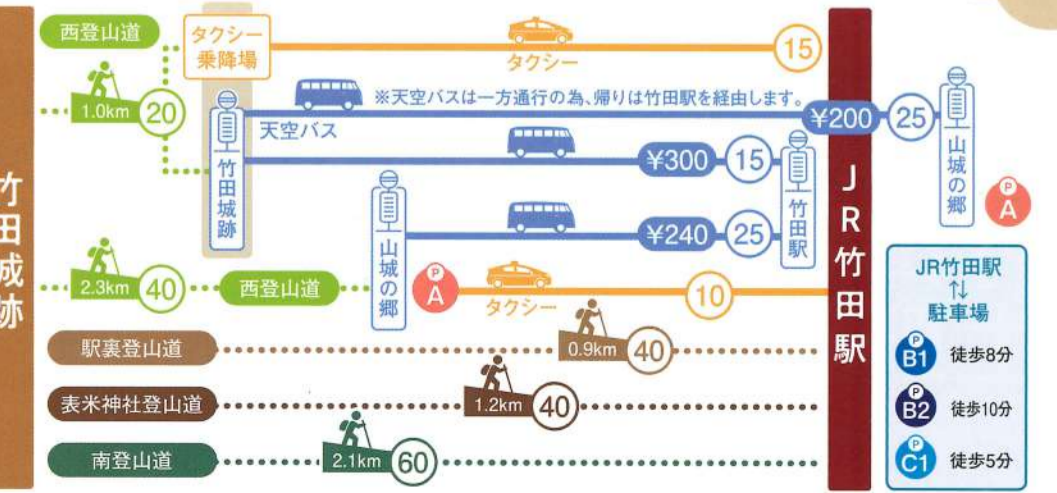 西登山道
タクシー
乗降場
タクシー
15
1.0km
20
※天空バスは一方通行の為、帰りは竹田駅を経由します。
天空バス
¥200
25
山城の郷
P
A
竹田城跡
¥300
15
竹田駅
竹田城跡
JR竹田駅
山城の郷
¥240
25
2.3km
40
西登山道
P
A
タクシー
10
駅裏登山道
0.9km
40
表米神社登山道
1.2km
40
南登山道
2.1km
60
JR竹田駅
↑↓
駐車場
P
B1
徒歩8分
P
B2
徒歩10分
P
C1
徒歩5分